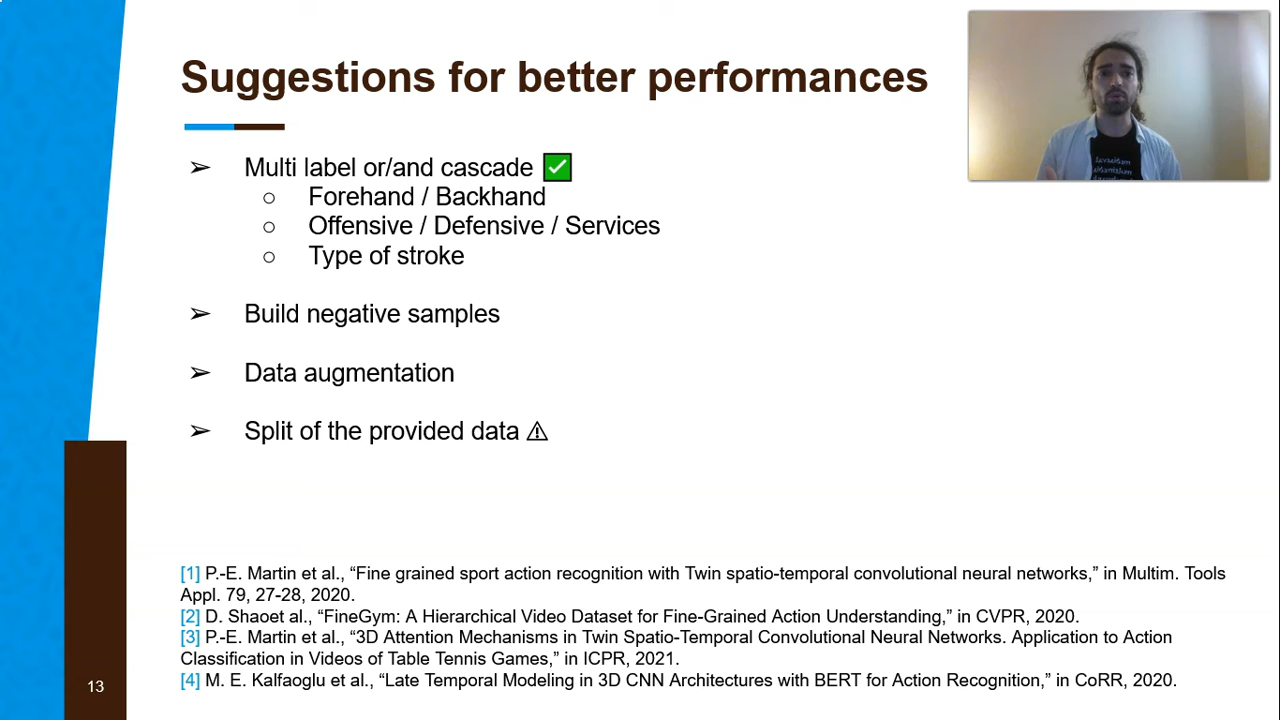 Suggestions for better performances
➢ Multi label or/and cascade ✅
○ Forehand / Backhand
○ Offensive / Defensive / Services
○ Type of stroke
➢ Build negative samples
➢ Data augmentation
➢ Split of the provided data ⚠
[1] P.-E. Martin et al., “Fine grained sport action recognition with Twin spatio-temporal convolutional neural networks,” in Multim. Tools
Appl. 79, 27-28, 2020.
[2] D. Shaoet al., “FineGym: A Hierarchical Video Dataset for Fine-Grained Action Understanding,” in CVPR, 2020.
[3] P.-E. Martin et al., “3D Attention Mechanisms in Twin Spatio-Temporal Convolutional Neural Networks. Application to Action
Classification in Videos of Table Tennis Games,” in ICPR, 2021.
[4] M. E. Kalfaoglu et al., “Late Temporal Modeling in 3D CNN Architectures with BERT for Action Recognition,” in CoRR, 2020.
13